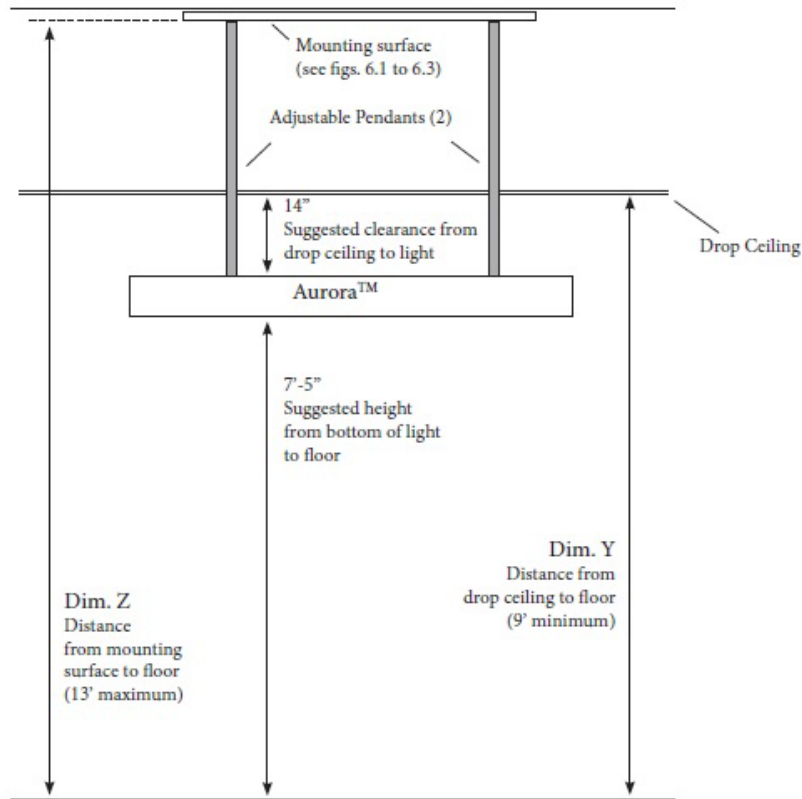 Mounting surface
(see figs. 6.1 to 6.3)
Adjustable Pendants (2)
14”
Suggested clearance from
drop ceiling to light
Drop Ceiling
Aurora™
7’-5”
Suggested height
from bottom of light
to floor
Dim. Y
Distance from
drop ceiling to floor
(9’ minimum)
Dim. Z
Distance
from mounting
surface to floor
(13’ maximum)